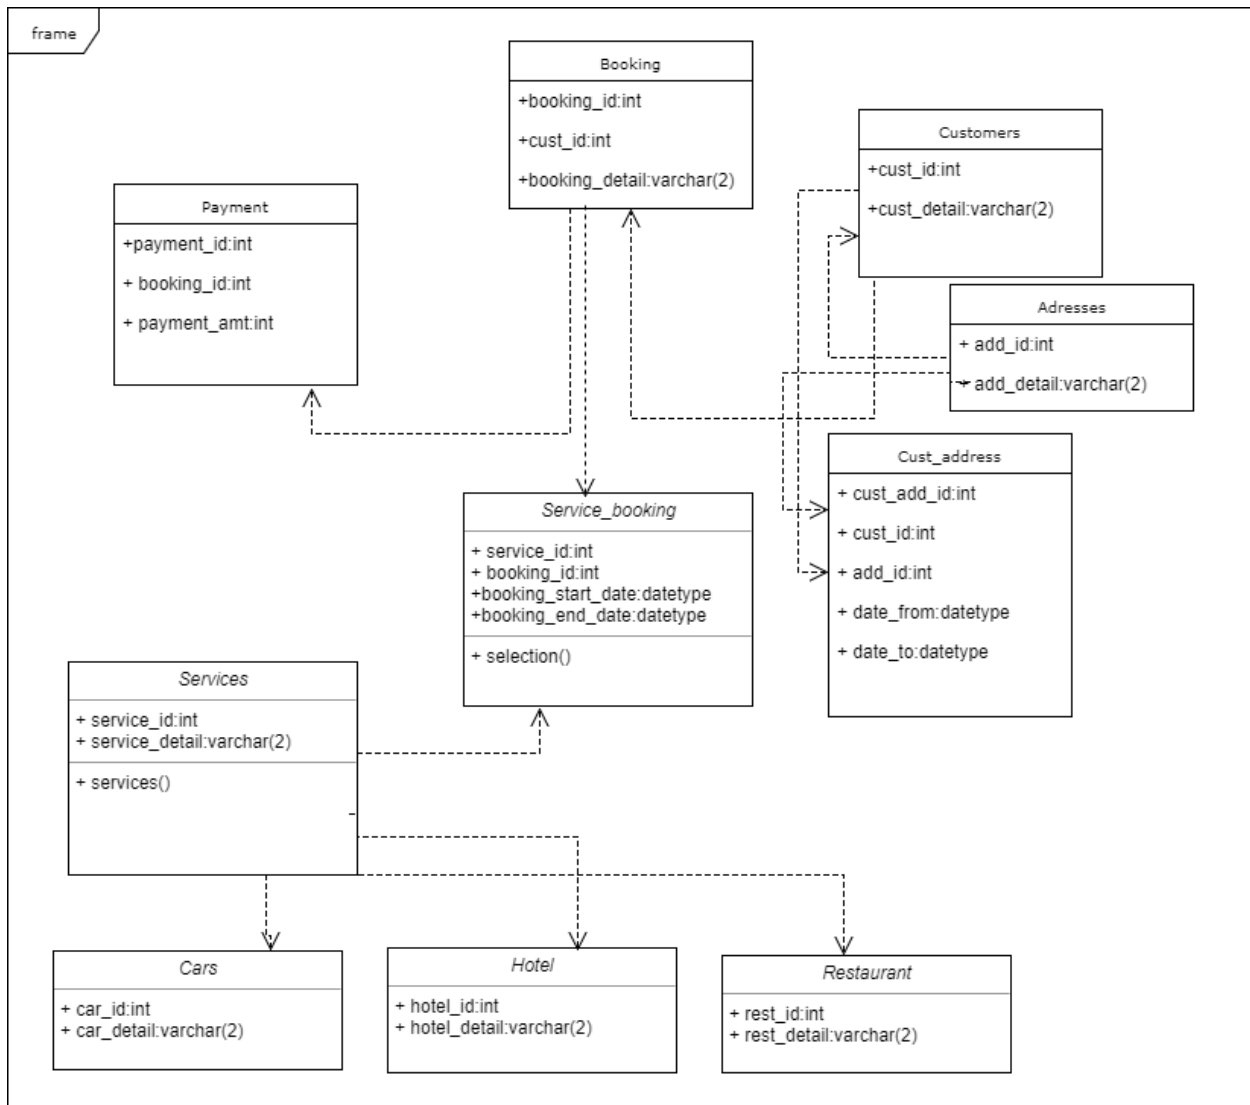 frame
Booking
+booking_id:int
+cust_id:int
+booking_detail:varchar(2)
Customers
+cust_id:int
+cust_detail:varchar(2)
Payment
+payment_id:int
+ booking_id:int
+ payment_amt:int
Adresses
+ add_id:int
+ add_detail:varchar(2)
Cust_address
+ cust_add_id:int
+ cust_id:int
+ add_id:int
+ date_from:datetype
+ date_to:datetype
Service_booking
+ service_id:int
+ booking_id:int
+booking_start_date:datetype
+booking_end_date:datetype
+ selection()
Services
+ service_id:int
+ service_detail:varchar(2)
+ services()
Cars
+ car_id:int
+ car_detail:varchar(2)
Hotel
+ hotel_id:int
+ hotel_detail:varchar(2)
Restaurant
+ rest_id:int
+ rest_detail:varchar(2)